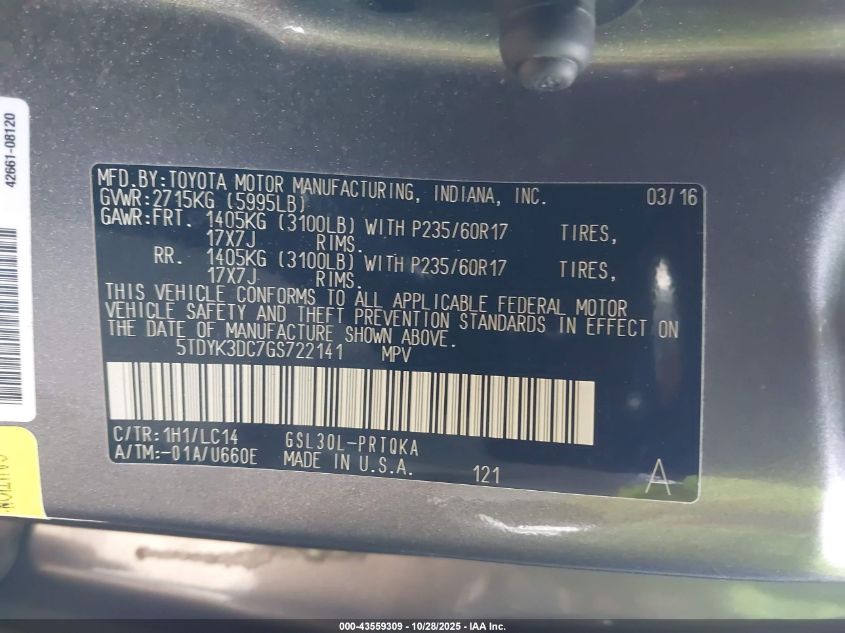 42661-08120
MFD.BY:TOYOTA MOTOR MANUFACTURING, INDIANA, INC. 03/16
GVWR:2715KG (5995LB)
GAWR:FRT. 1405KG (3100LB) WITH P235/60R17 TIRES,
17X7J RIMS.
RR. 1405KG (3100LB) WITH P235/60R17 TIRES,
17X7J RIMS.
THIS VEHICLE CONFORMS TO ALL APPLICABLE FEDERAL MOTOR
VEHICLE SAFETY AND THEFT PREVENTION STANDARDS IN EFFECT ON
THE DATE OF MANUFACTURE SHOWN ABOVE.
5TDYK3DC7GS722141 MPV
C/TR:1H1/LC14 GSL30L-PRTQKA
A/TM:-01A/U660E MADE IN U.S.A. 121 A
000-43559309 - 10/28/2025 - IAA Inc.